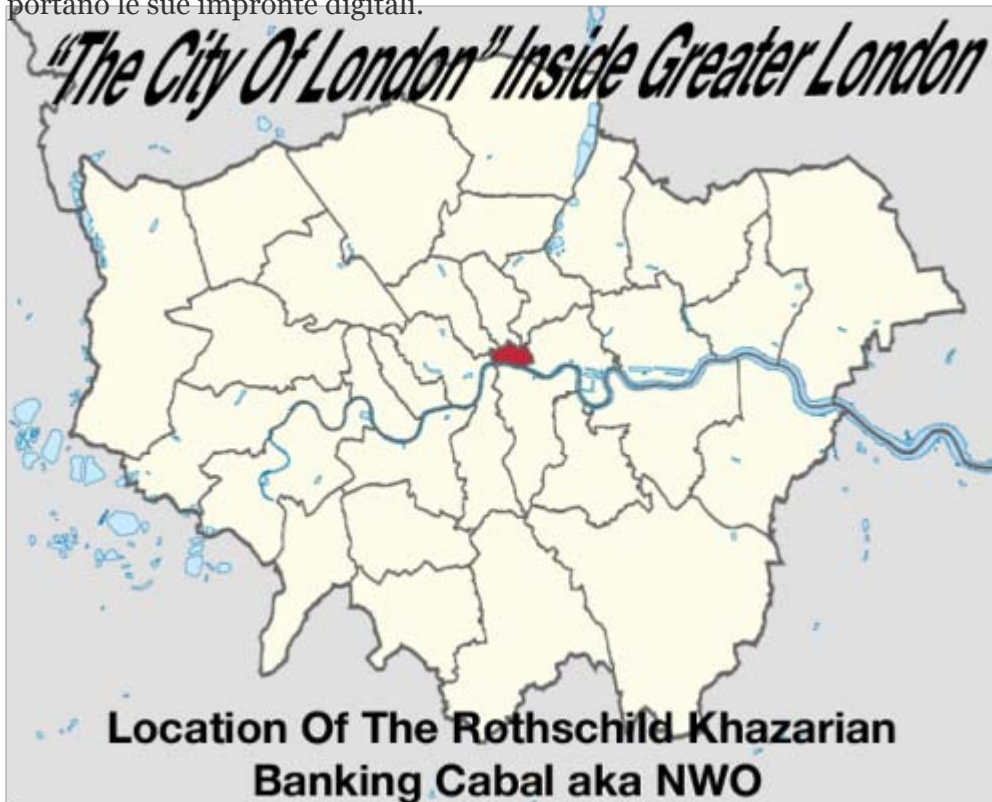 portano le sue impronte digitali.
"The City Of London" Inside Greater London
Location Of The Rothschild Khazarian
Banking Cabal aka NWO